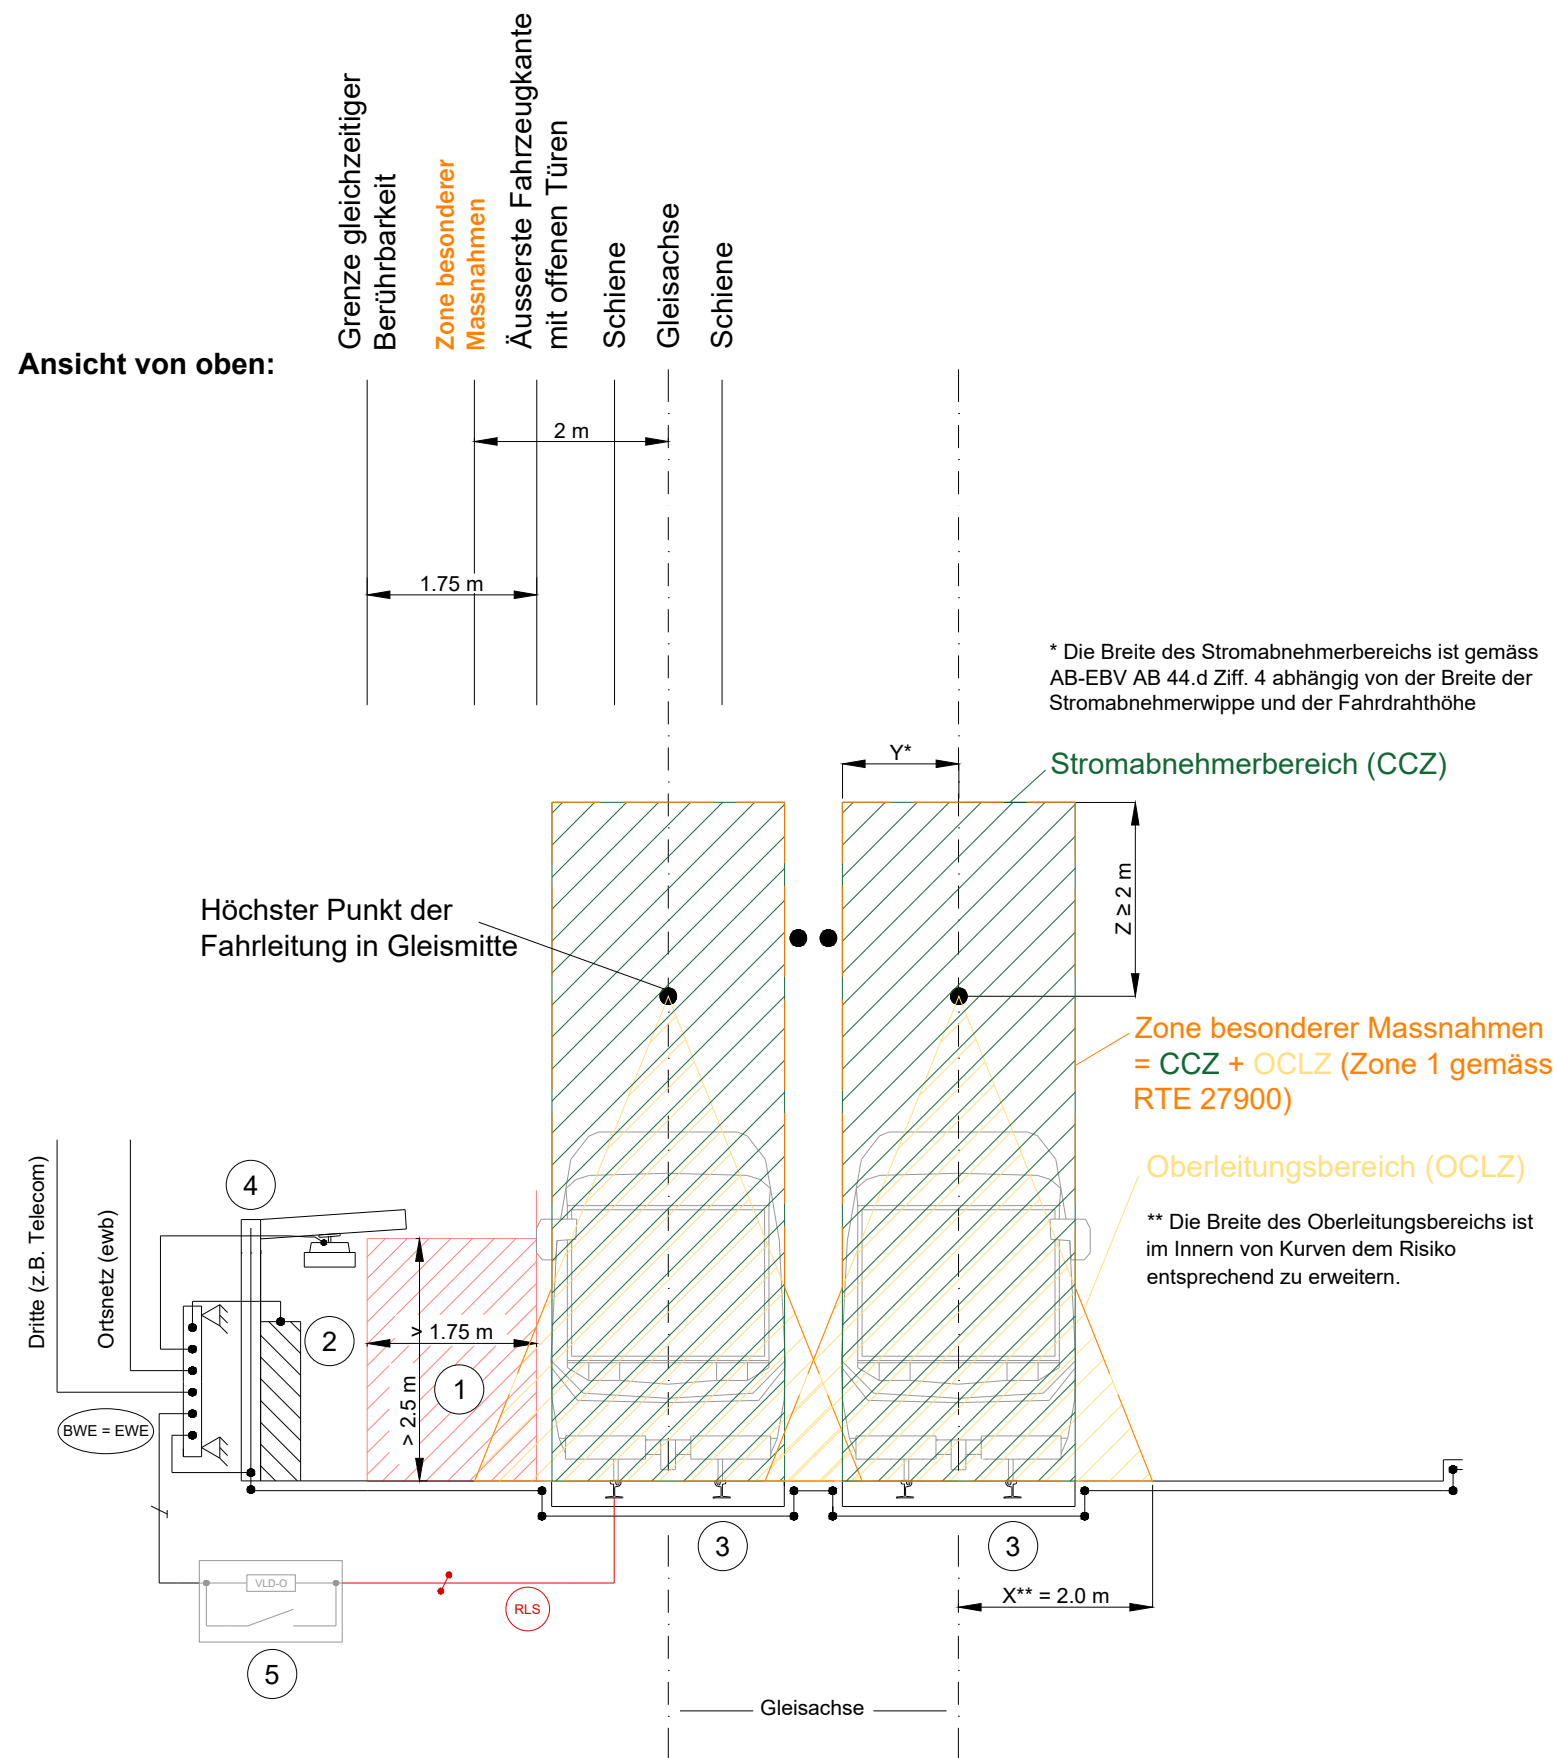 Grenze gleichzeitiger
Berührbarkeit
Zone besonderer
Massnahmen
Äusserste Fahrzeugkante
mit offenen Türen
Schiene
Gleisachse
Schiene
Ansicht von oben:
2 m
1.75 m
* Die Breite des Stromabnehmerbereichs ist gemäss
AB-EBV AB 44.d Ziff. 4 abhängig von der Breite der
Stromabnehmerwippe und der Fahrdrahthöhe
Y*
Stromabnehmerbereich (CCZ)
Z ≥ 2 m
Höchster Punkt der
Fahrleitung in Gleismitte
Zone besonderer Massnahmen
= CCZ + OCLZ (Zone 1 gemäss
RTE 27900)
Oberleitungsbereich (OCLZ)
** Die Breite des Oberleitungsbereichs ist
im Innern von Kurven dem Risiko
entsprechend zu erweitern.
Dritte (z.B. Telecom)
Ortsnetz (ewb)
4
2
> 1.75 m
1
> 2.5 m
BWE = EWE
3
3
VLD-O
RLS
X** = 2.0 m
5
Gleisachse